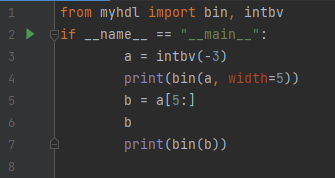 1 from myhdl import bin, intbv
2 if __name__ == "__main__":
3 a = intbv(-3)
4 print(bin(a, width=5))
5 b = a[5:]
6 b
7 print(bin(b))
8